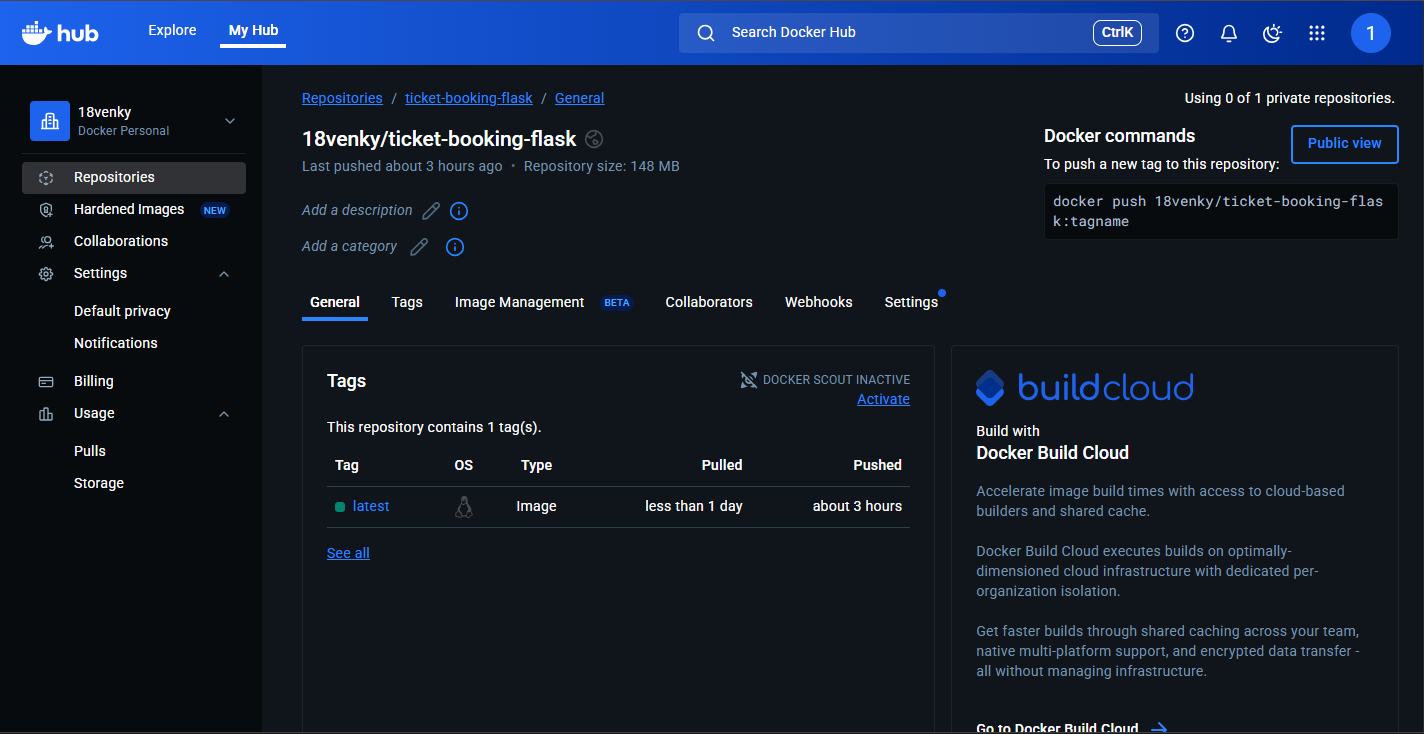 hub
Explore
My Hub
Search Docker Hub
CtrlK
1
18venky
Docker Personal
Repositories
Hardened Images NEW
Collaborations
Settings
Default privacy
Notifications
Billing
Usage
Pulls
Storage
Repositories / ticket-booking-flask / General
Using 0 of 1 private repositories.
18venky/ticket-booking-flask
Last pushed about 3 hours ago • Repository size: 148 MB
Add a description
Add a category
Docker commands
Public view
To push a new tag to this repository:
docker push 18venky/ticket-booking-flas
k:tagname
General Tags Image Management BETA Collaborators Webhooks Settings
Tags
DOCKER SCOUT INACTIVE
Activate
This repository contains 1 tag(s).
Tag OS Type Pulled Pushed
latest Image less than 1 day about 3 hours
See all
buildcloud
Build with
Docker Build Cloud
Accelerate image build times with access to cloud-based
builders and shared cache.
Docker Build Cloud executes builds on optimally-
dimensioned cloud infrastructure with dedicated per-
organization isolation.
Get faster builds through shared caching across your team,
native multi-platform support, and encrypted data transfer -
all without managing infrastructure.
Go to Docker Build Cloud